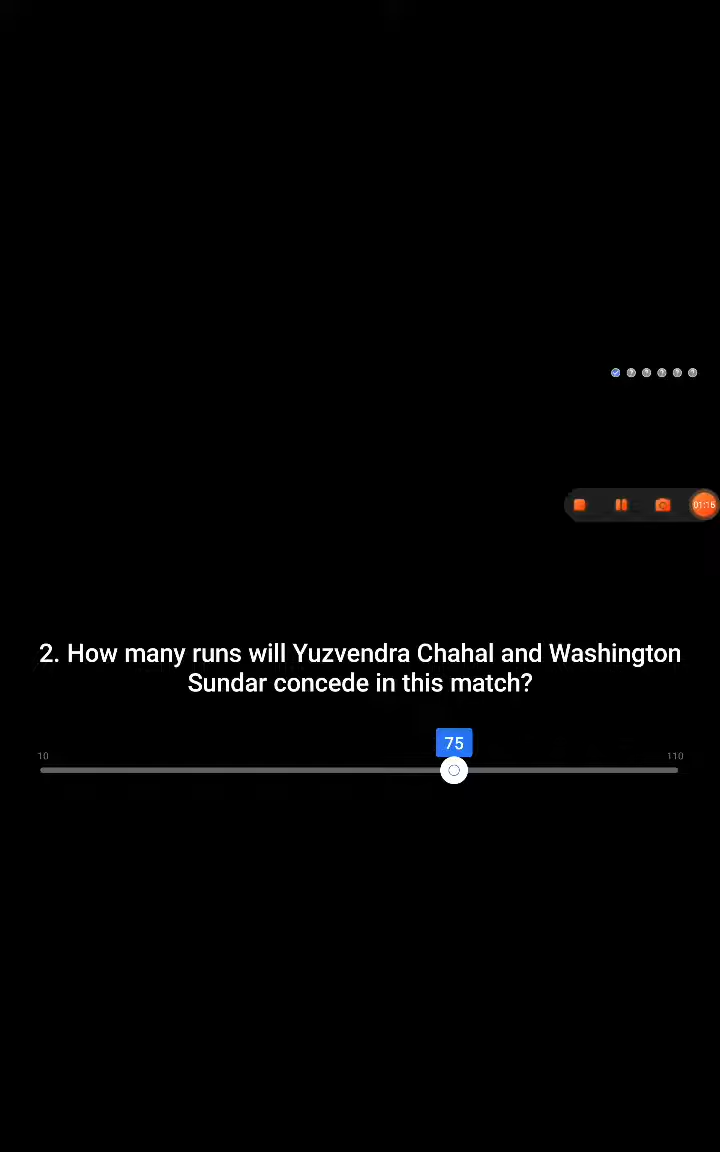 01:16
2. How many runs will Yuzvendra Chahal and Washington
Sundar concede in this match?
75
10
110